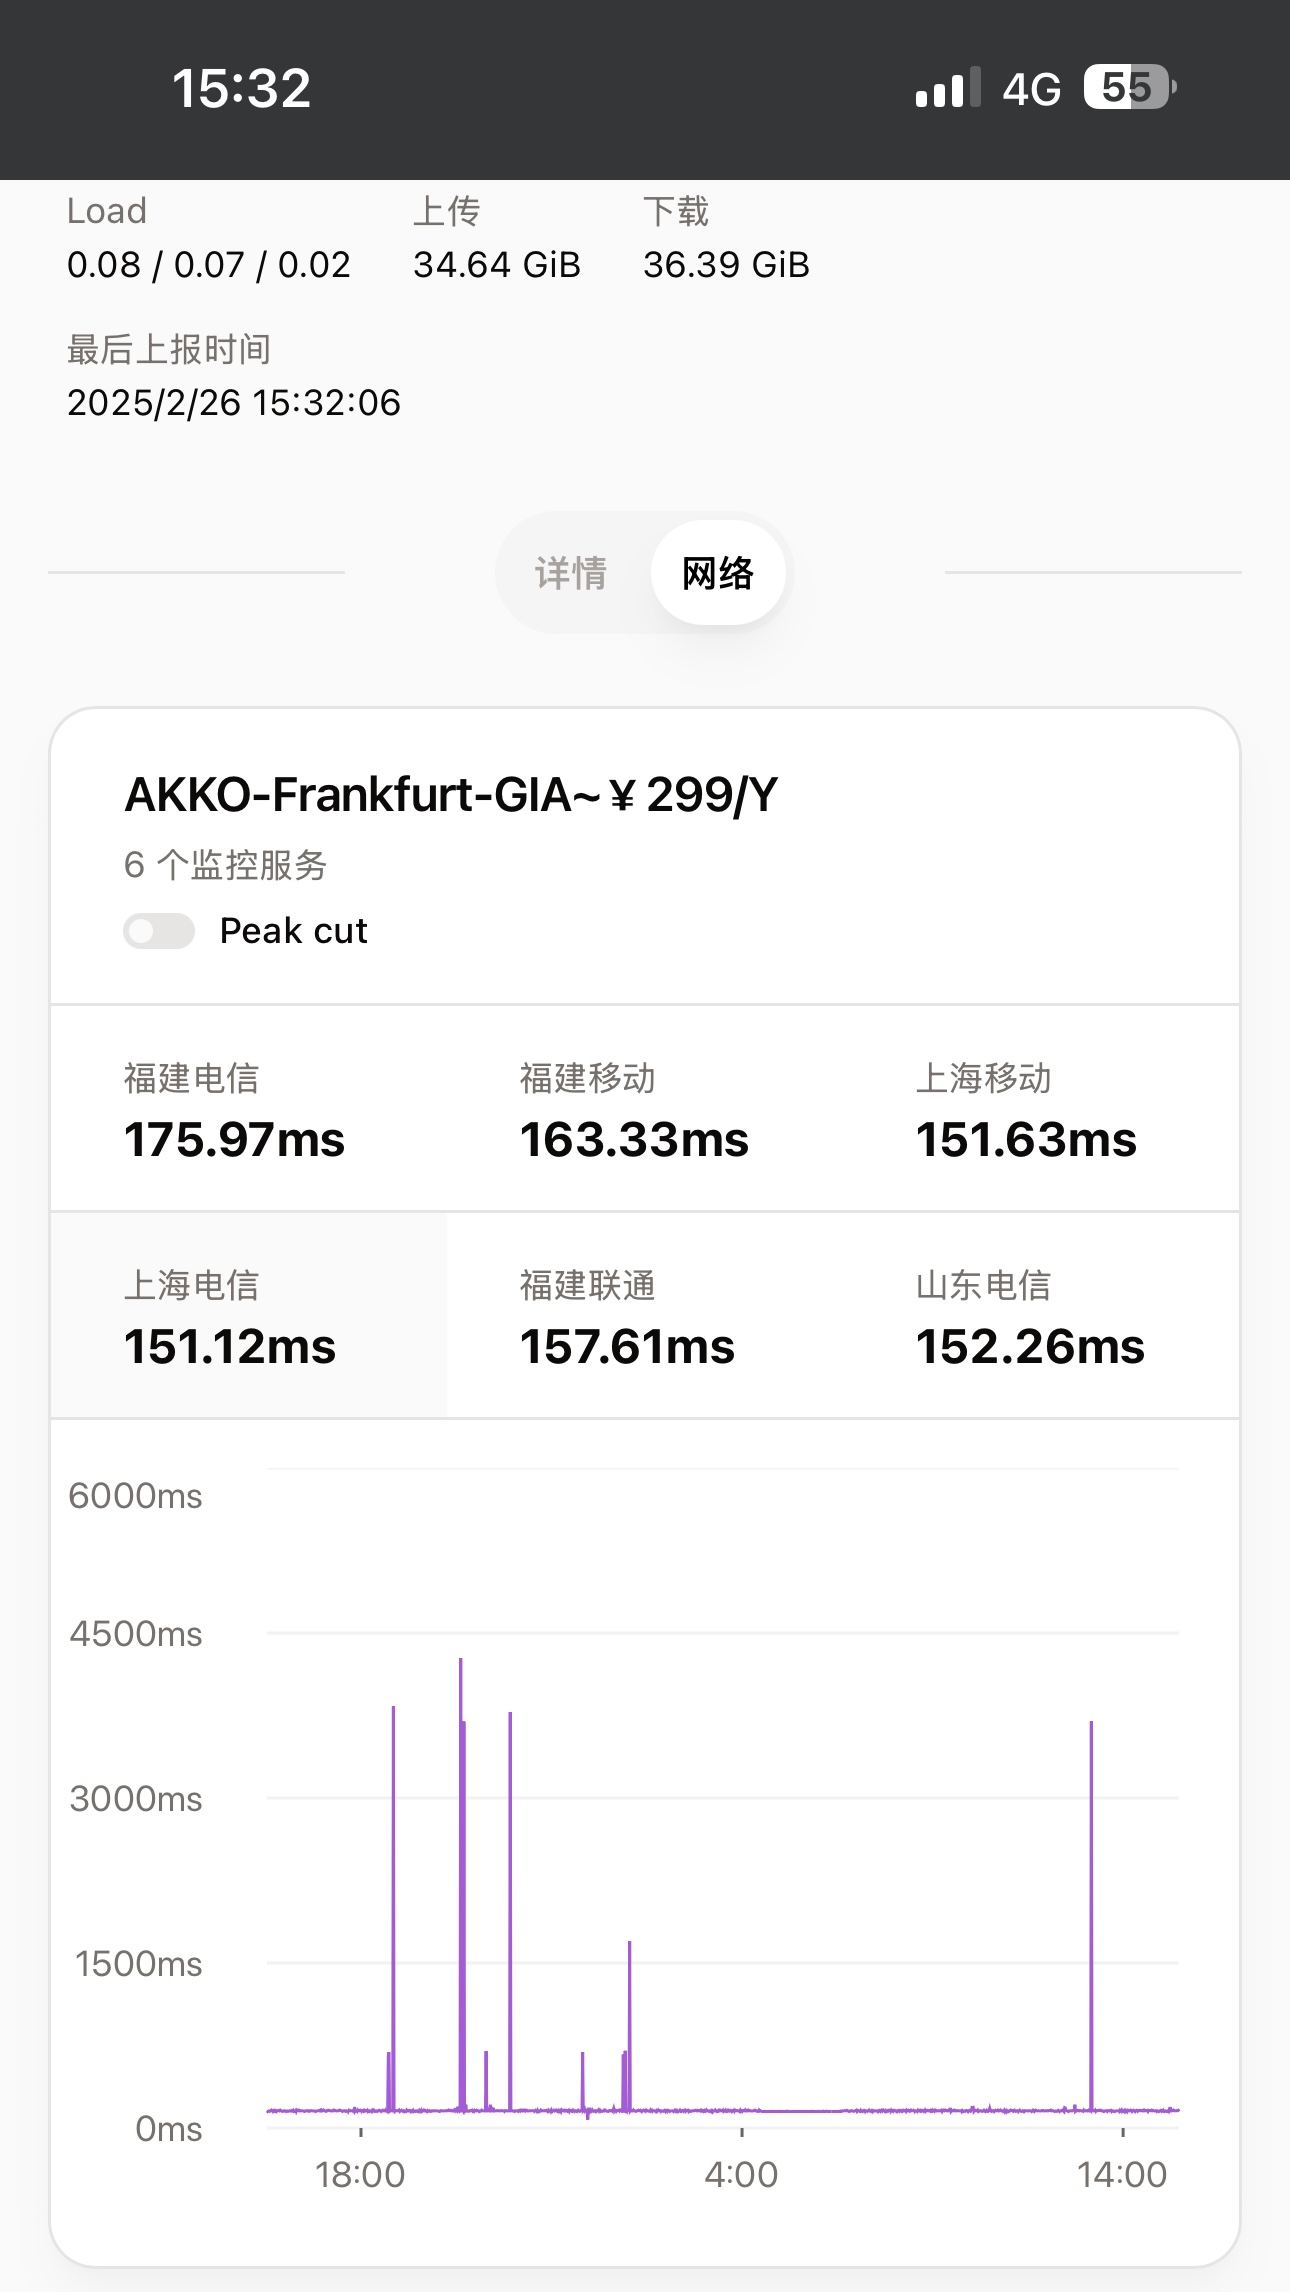 15:32
4G 55
Load 上传 下载
0.08 / 0.07 / 0.02 34.64 GiB 36.39 GiB
最后上报时间
2025/2/26 15:32:06
详情 网络
AKKO-Frankfurt-GIA~￥299/Y
6 个监控服务
Peak cut
福建电信 福建移动 上海移动
175.97ms 163.33ms 151.63ms
上海电信 福建联通 山东电信
151.12ms 157.61ms 152.26ms
6000ms
4500ms
3000ms
1500ms
0ms
18:00 4:00 14:00